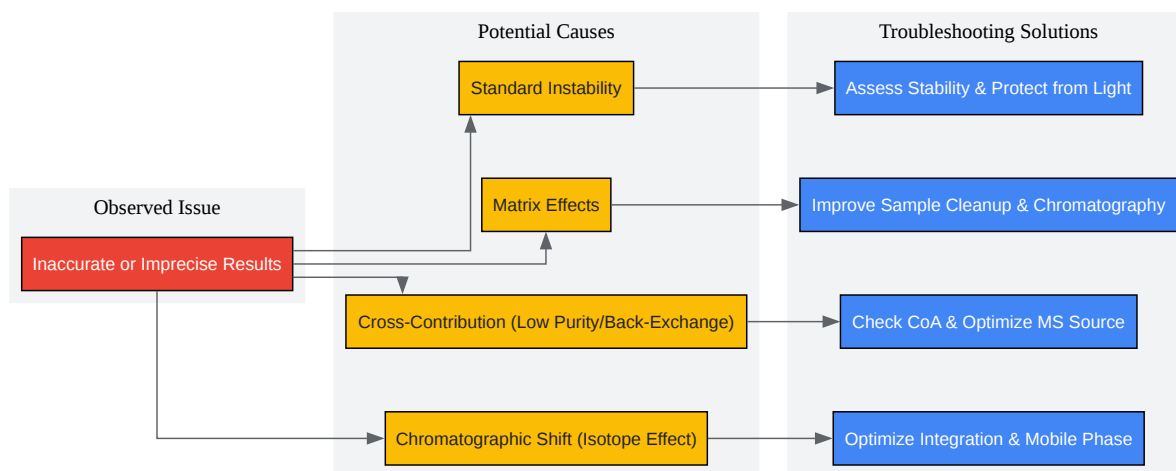 Potential Causes
Troubleshooting Solutions
Standard Instability
Assess Stability & Protect from Light
Matrix Effects
Improve Sample Cleanup & Chromatography
Observed Issue
Inaccurate or Imprecise Results
Cross-Contribution (Low Purity/Back-Exchange)
Check CoA & Optimize MS Source
Chromatographic Shift (Isotope Effect)
Optimize Integration & Mobile Phase